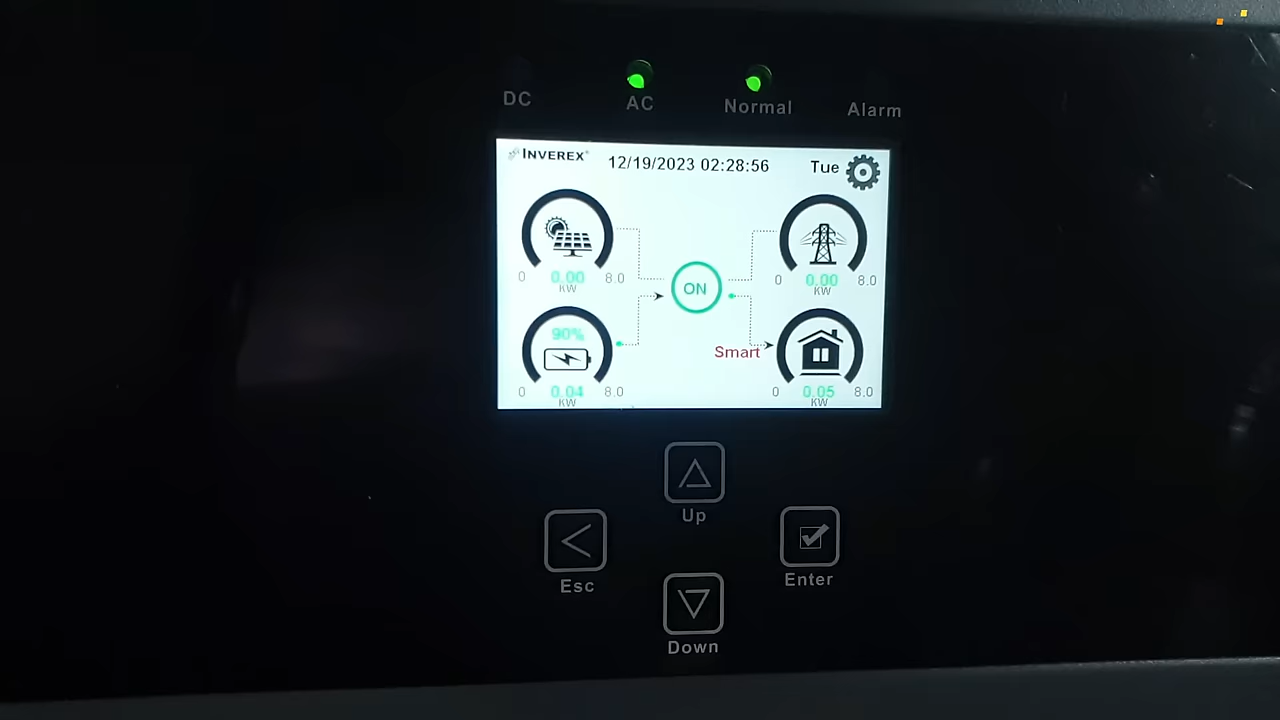 DC AC Normal Alarm
INVEREX® 12/19/2023 02:28:56 Tue
0 0.00 8.0 0 0.00 8.0
KW KW
ON
90%
Smart
0 0.04 8.0 0 0.05 8.0
KW KW
Up
Esc Enter
Down